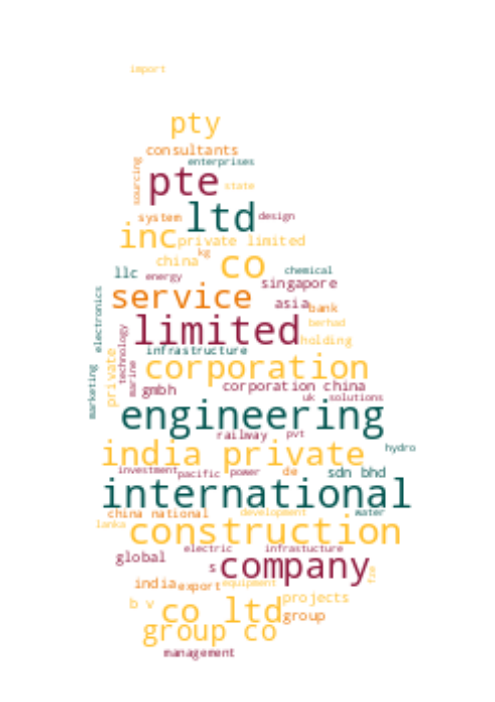 import
pty
consultants
enterprises
sourcing
pte
state
ltd
system
design
inc
private limited
kg
china
co
llc
energy
chemical
singapore
service
asia
bank
electronics
limited
berhad
holding
technology
infrastructure
private
marine
corporation
marketing
gmbh
corporation china
uk
solutions
engineering
railway
pvt
india private
hydro
investment
pacific
power
de
sdn bhd
international
china national
development
water
lanka
construction
electric
infrastucture
global
s
company
fze
india
export
equipment
b v
co ltd
projects
group
group co
management